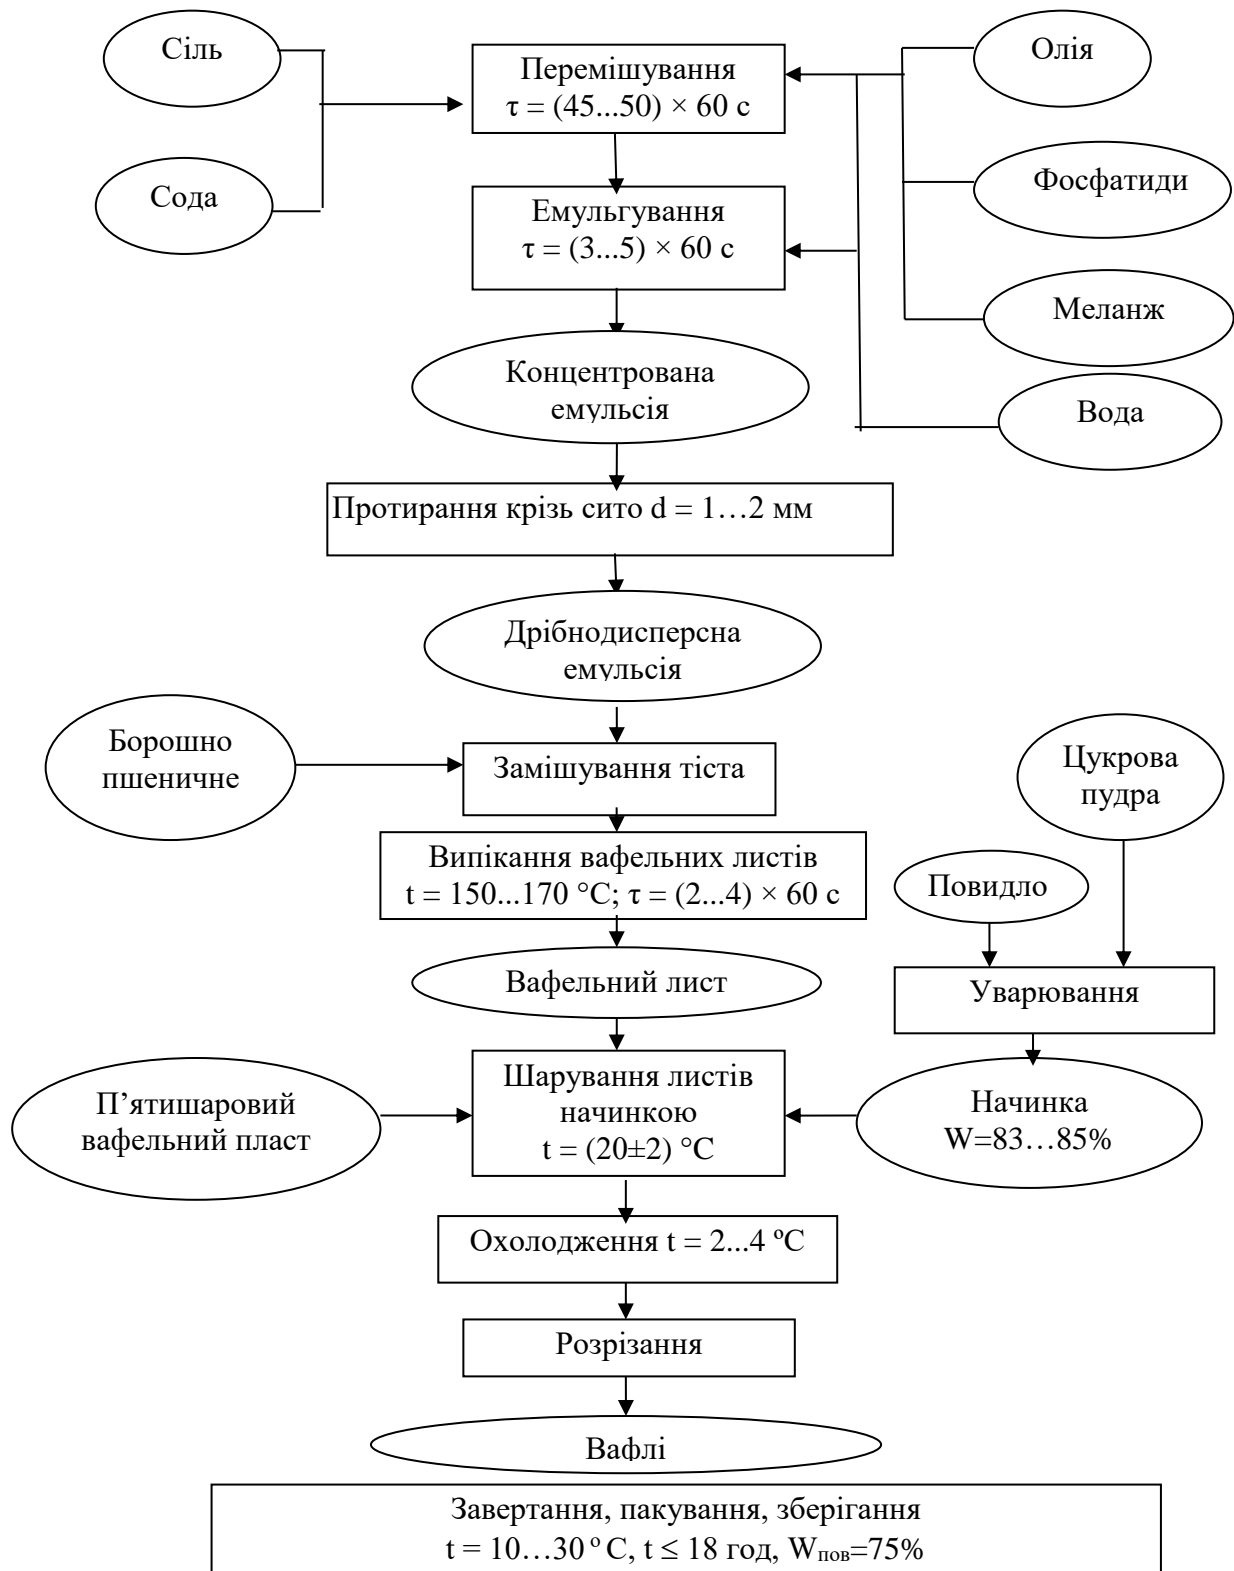 Сіль
Перемішування
τ = (45...50) × 60 с
Олія
Сода
Фосфатиди
Емульгування
τ = (3...5) × 60 с
Меланж
Концентрована
емульсія
Вода
Протирання крізь сито d = 1…2 мм
Дрібнодисперсна
емульсія
Борошно
пшеничне
Замішування тіста
Цукрова
пудра
Випікання вафельних листів
t = 150...170 °С; τ = (2...4) × 60 с
Повидло
Вафельний лист
Уварювання
П’ятишаровий
вафельний пласт
Шарування листів
начинкою
t = (20±2) °С
Начинка
W=83…85%
Охолодження t = 2...4 ºС
Розрізання
Вафлі
Завертання, пакування, зберігання
t = 10…30 º С, t ≤ 18 год, Wпов=75%